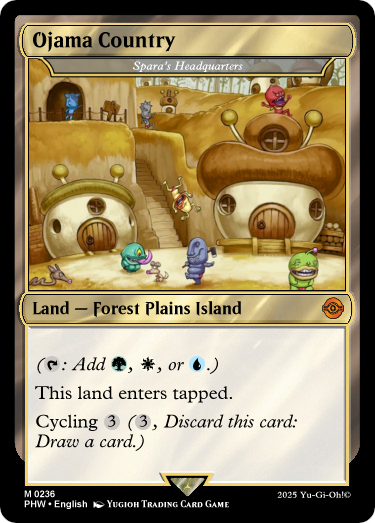 Ojama Country
Spara's Headquarters
Land — Forest Plains Island
(: Add , , or .)
This land enters tapped.
Cycling 3 (3, Discard this card:
Draw a card.)
M 0236
PHW • English YUGIOH TRADING CARD GAME
2025 Yu-Gi-Oh!©